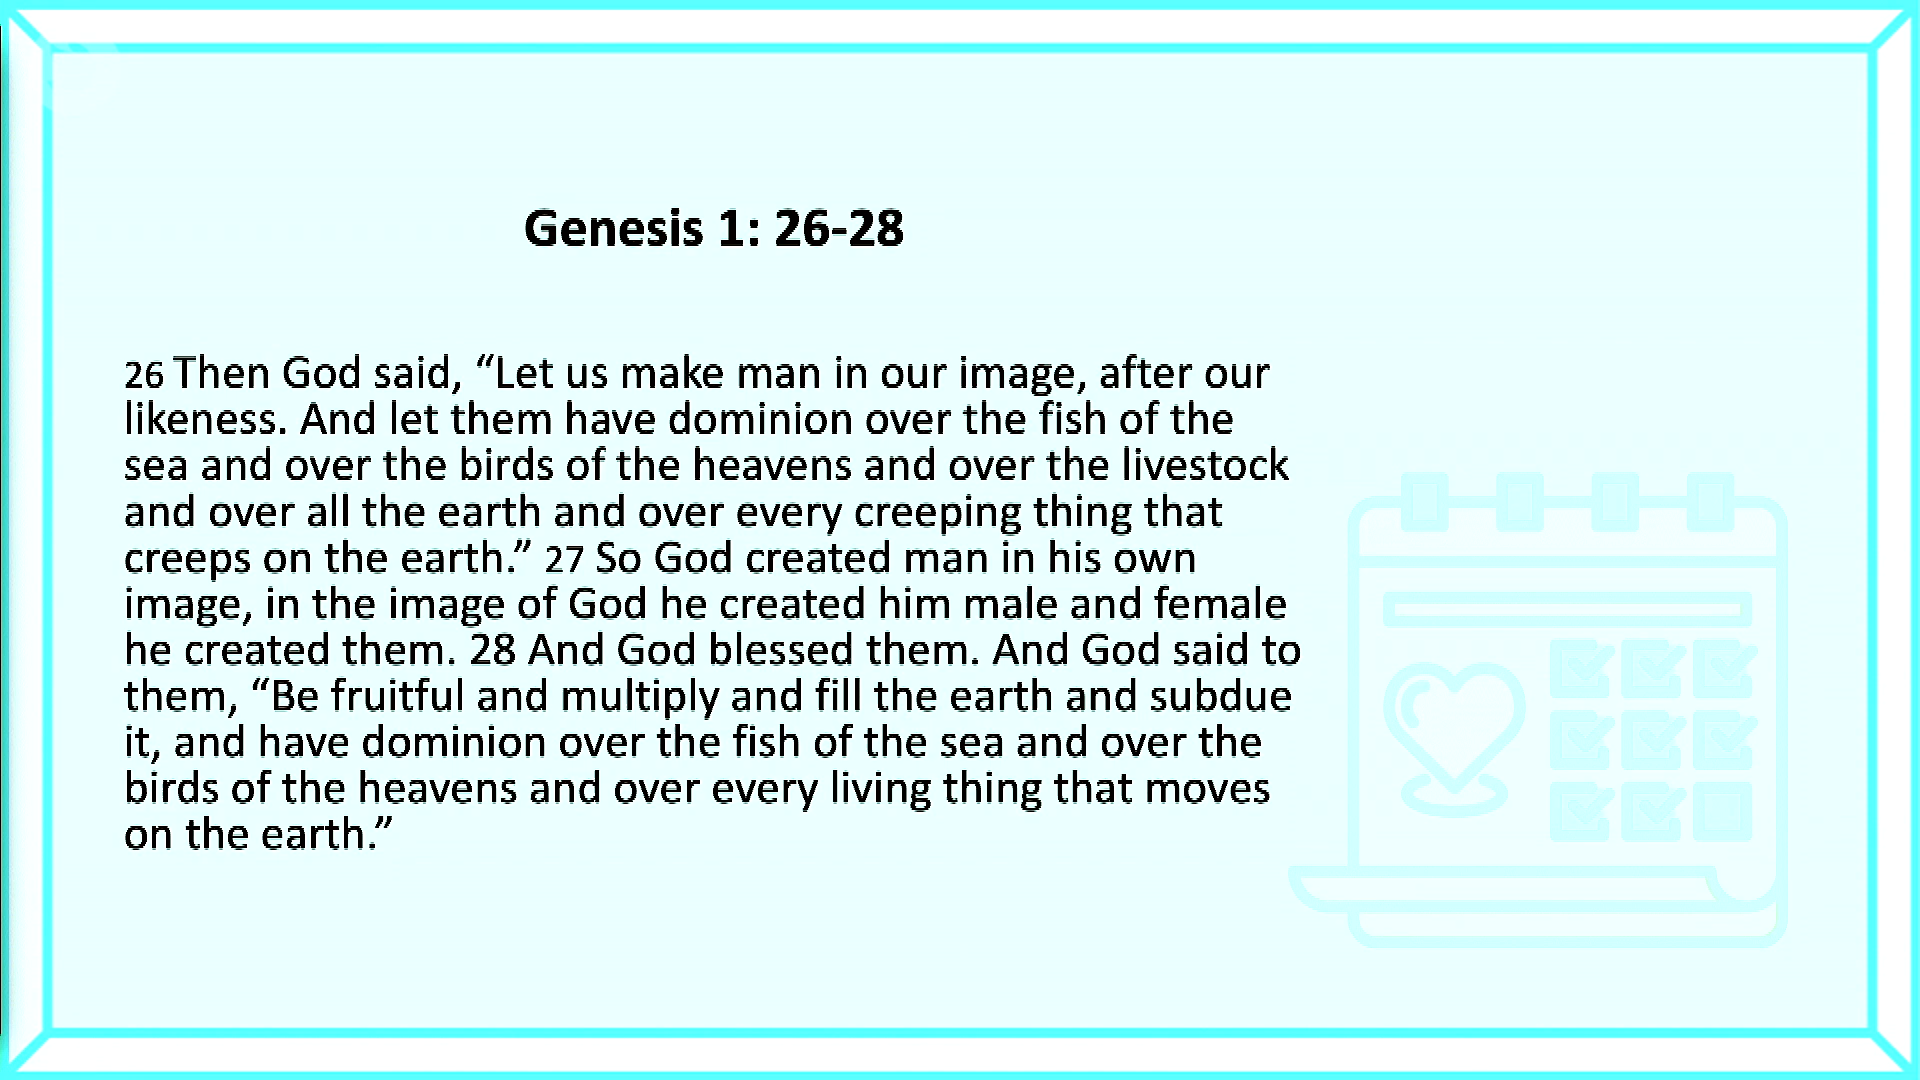 Genesis 1: 26-28
26 Then God said, “Let us make man in our image, after our
likeness. And let them have dominion over the fish of the
sea and over the birds of the heavens and over the livestock
and over all the earth and over every creeping thing that
creeps on the earth.” 27 So God created man in his own
image, in the image of God he created him male and female
he created them. 28 And God blessed them. And God said to
them, “Be fruitful and multiply and fill the earth and subdue
it, and have dominion over the fish of the sea and over the
birds of the heavens and over every living thing that moves
on the earth.”